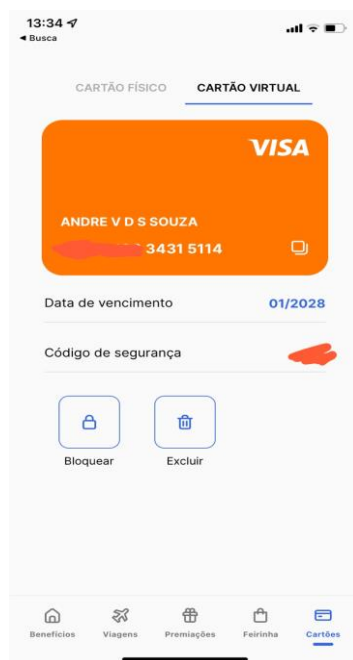 13:34
◀ Busca
CARTÃO FÍSICO CARTÃO VIRTUAL
VISA
ANDRE V D S SOUZA
3431 5114
Data de vencimento 01/2028
Código de segurança
Bloquear Excluir
Benefícios Viagens Premiações Feirinha Cartões